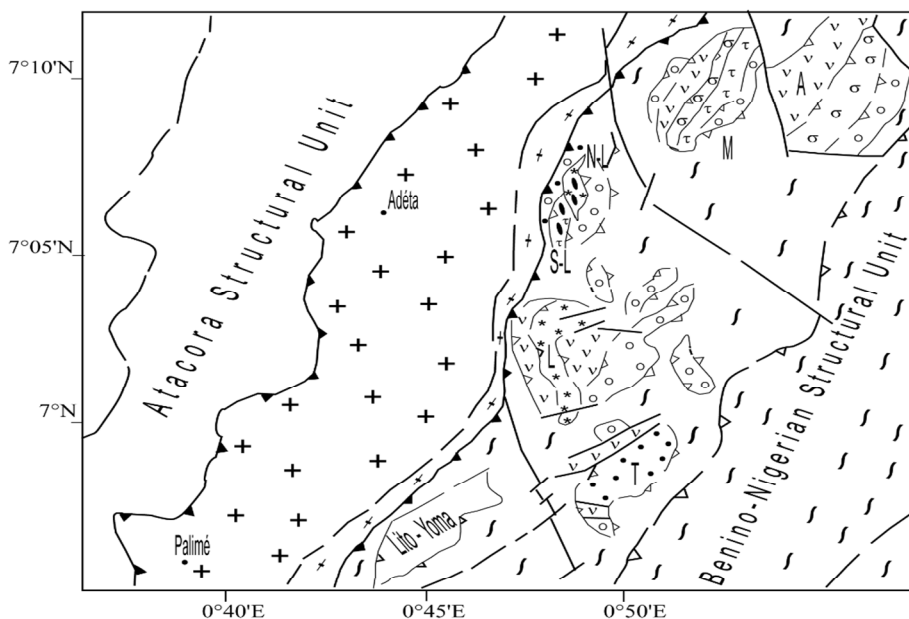 7°10'N
7°05'N
7°N
0°40'E
0°45'E
0°50'E
Atacora Structural Unit
Adéta
Palimé
Lito-Yoma
N-L
S-L
L
T
M
A
Benino-Nigerian Structural Unit